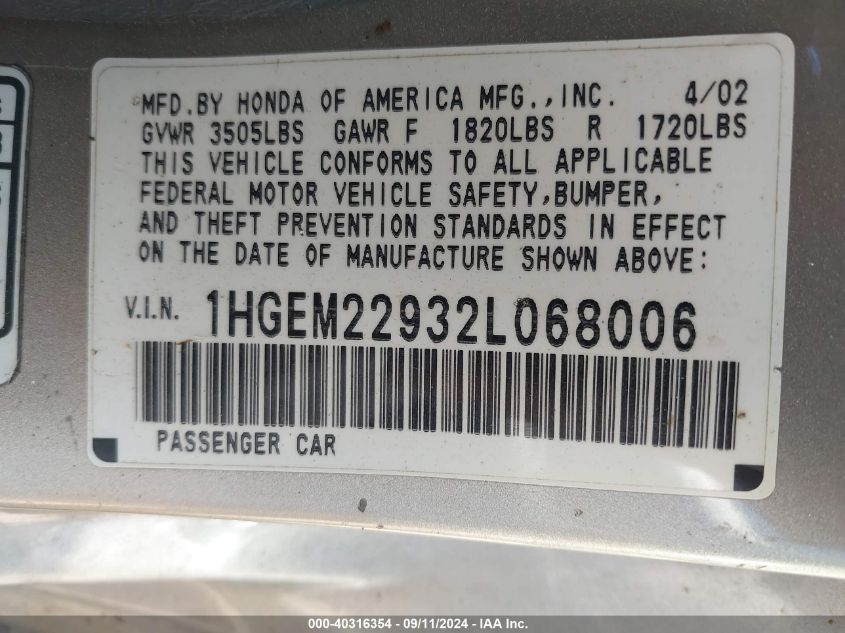 MFD.BY HONDA OF AMERICA MFG.,INC. 4/02
GVWR 3505LBS GAWR F 1820LBS R 1720LBS
THIS VEHICLE CONFORMS TO ALL APPLICABLE
FEDERAL MOTOR VEHICLE SAFETY,BUMPER,
AND THEFT PREVENTION STANDARDS IN EFFECT
ON THE DATE OF MANUFACTURE SHOWN ABOVE:
V.I.N. 1HGEM22932L068006
PASSENGER CAR
000-40316354 - 09/11/2024 - IAA Inc.